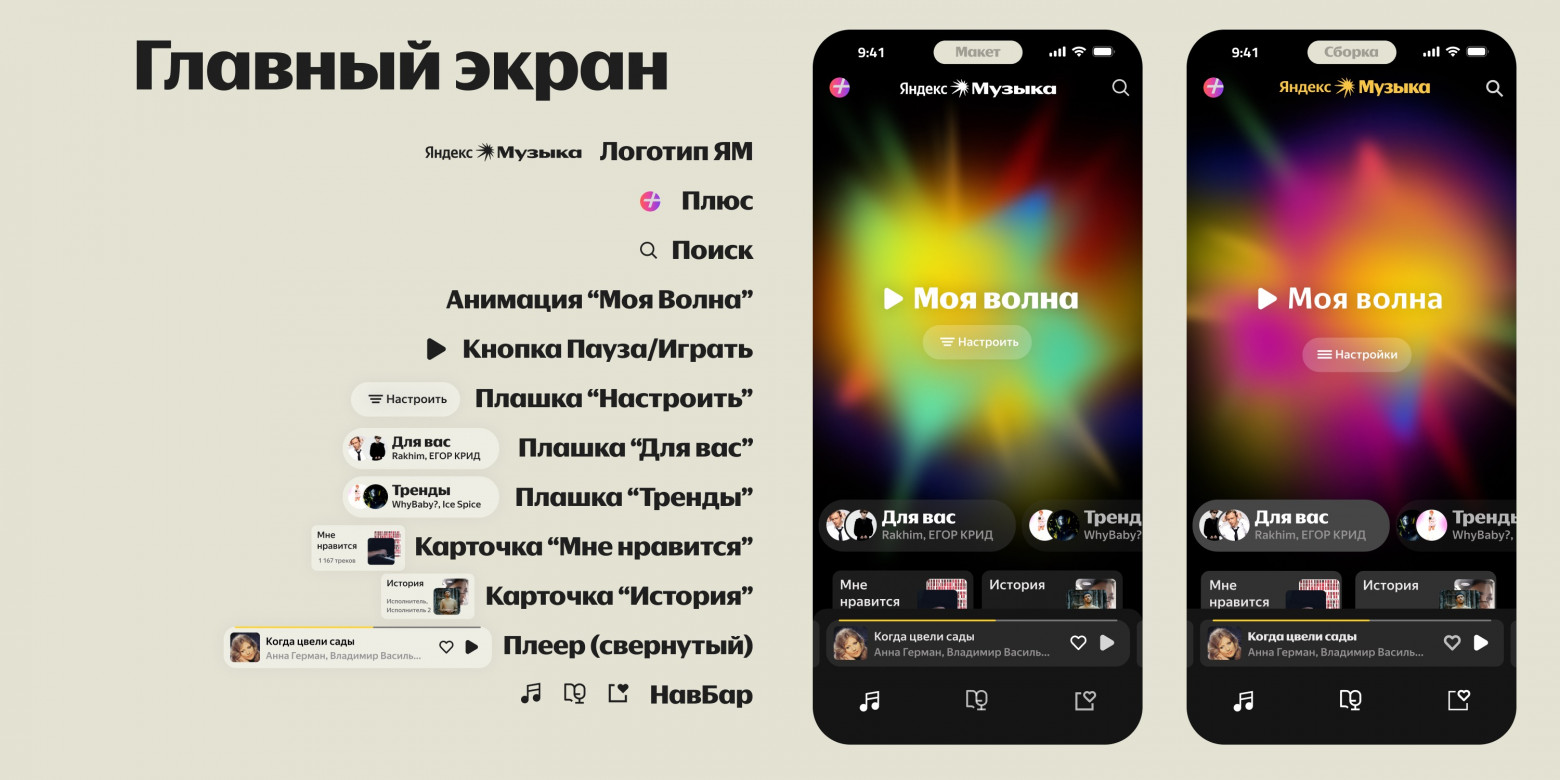 Главный экран
Яндекс Музыка Логотип ЯМ
Плюс
Поиск
Анимация “Моя Волна”
Кнопка Пауза/Играть
Настроить Плашка “Настроить”
Для вас
Rakhim, ЕГОР КРИД
Плашка “Для вас”
Тренды
WhyBaby?, Ice Spice
Плашка “Тренды”
Мне
нравится
1 167 треков
Карточка “Мне нравится”
История
Исполнитель,
Исполнитель 2
Карточка “История”
Когда цвели сады
Анна Герман, Владимир Василь...
Плеер (свернутый)
НавБар
9:41 Макет
Яндекс Музыка
Моя волна
Настроить
Для вас
Rakhim, ЕГОР КРИД
Тренд
WhyBaby?
Мне
нравится
История
Когда цвели сады
Анна Герман, Владимир Василь...
9:41 Сборка
Яндекс Музыка
Моя волна
Настройки
Для вас
Rakhim, ЕГОР КРИД
Тренды
WhyBaby?,
Мне
нравится
История
Когда цвели сады
Анна Герман, Владимир Василь...